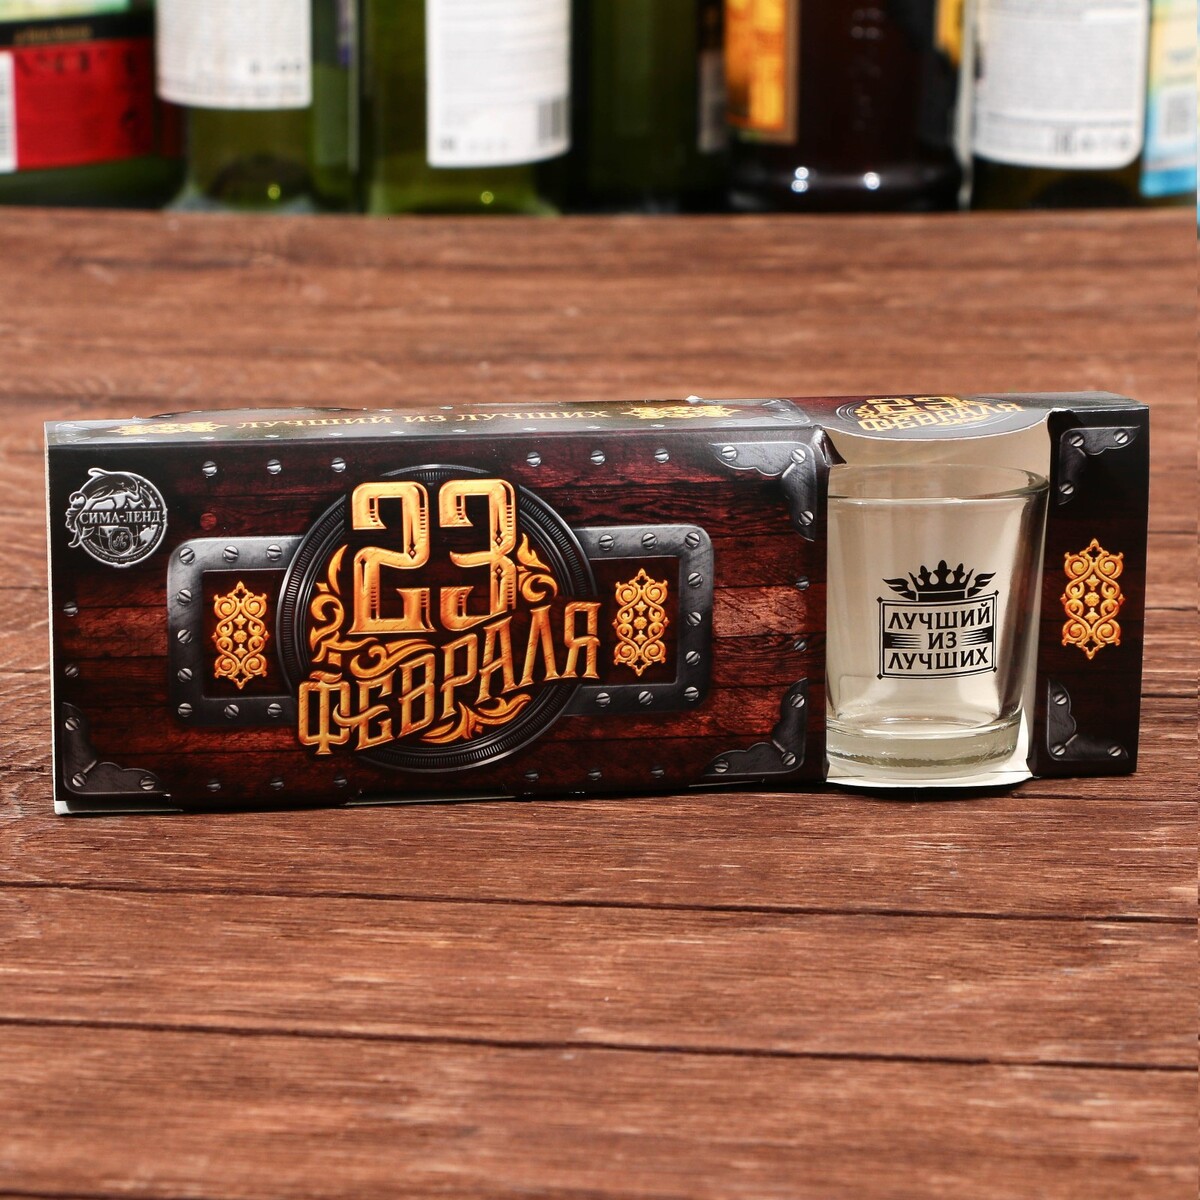 ЛУЧШИЙ ИЗ ЛУЧШИХ
23
ФЕВРАЛЯ
СИМА-ЛЕНД
23
ФЕВРАЛЯ
ЛУЧШИЙ
ИЗ
ЛУЧШИХ